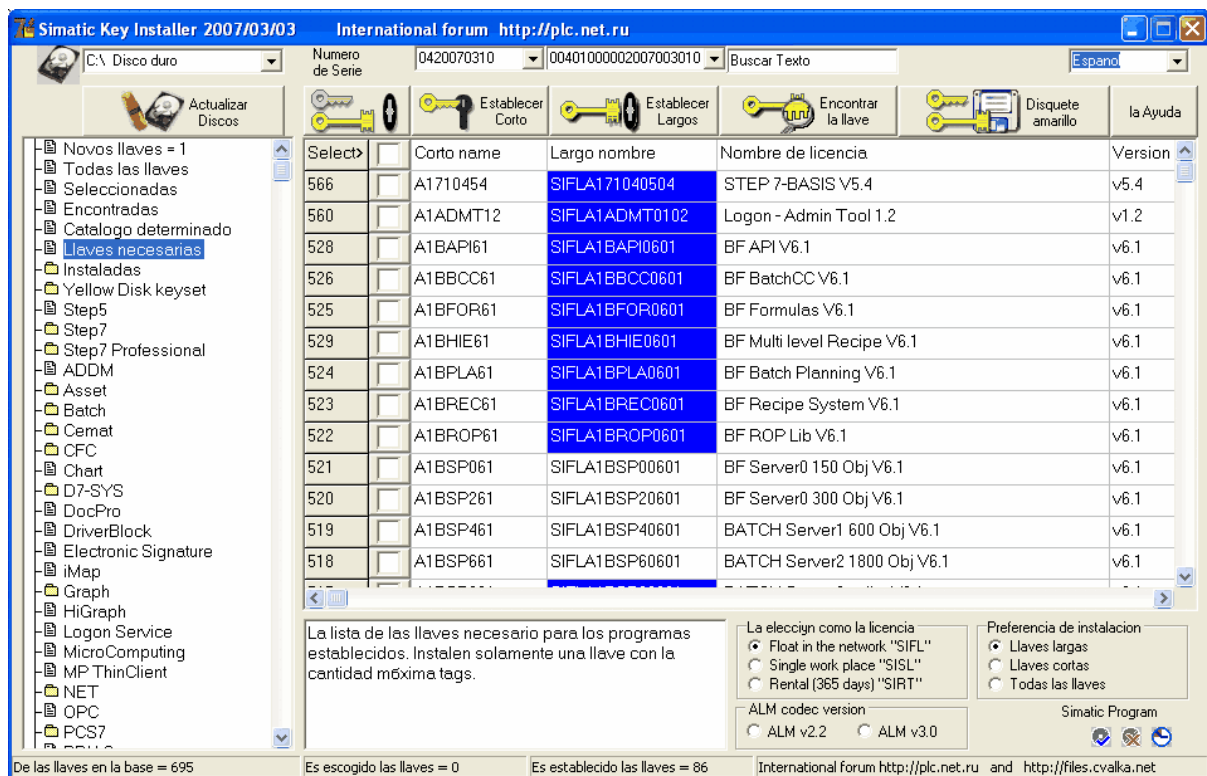 Simatic Key Installer 2007/03/03 International forum http://plc.net.ru
C:\ Disco duro
Numero de Serie
0420070310
00401000002007003010
Buscar Texto
Espanol
Actualizar Discos
Establecer Corto
Establecer Largos
Encontrar la llave
Disquete amarillo
la Ayuda
Novos llaves = 1
Todas las llaves
Seleccionadas
Encontradas
Catalogo determinado
Llaves necesarias
Instaladas
Yellow Disk keyset
Step5
Step7
Step7 Professional
ADDM
Asset
Batch
Cemat
CFC
Chart
D7-SYS
DocPro
DriverBlock
Electronic Signature
iMap
Graph
HiGraph
Logon Service
MicroComputing
MP ThinClient
NET
OPC
PCS7
Select> Corto name Largo nombre Nombre de licencia Version
566 A1710454 SIFLA171040504 STEP 7-BASIS V5.4 v5.4
560 A1ADMT12 SIFLA1ADMT0102 Logon - Admin Tool 1.2 v1.2
528 A1BAPI61 SIFLA1BAPI0601 BF API V6.1 v6.1
526 A1BBCC61 SIFLA1BBCC0601 BF BatchCC V6.1 v6.1
525 A1BFOR61 SIFLA1BFOR0601 BF Formulas V6.1 v6.1
529 A1BHIE61 SIFLA1BHIE0601 BF Multi level Recipe V6.1 v6.1
524 A1BPLA61 SIFLA1BPLA0601 BF Batch Planning V6.1 v6.1
523 A1BREC61 SIFLA1BREC0601 BF Recipe System V6.1 v6.1
522 A1BROP61 SIFLA1BROP0601 BF ROP Lib V6.1 v6.1
521 A1BSP061 SIFLA1BSP00601 BF Server0 150 Obj V6.1 v6.1
520 A1BSP261 SIFLA1BSP20601 BF Server0 300 Obj V6.1 v6.1
519 A1BSP461 SIFLA1BSP40601 BATCH Server1 600 Obj V6.1 v6.1
518 A1BSP661 SIFLA1BSP60601 BATCH Server2 1800 Obj V6.1 v6.1
La lista de las llaves necesario para los programas
establecidos. Instalen solamente una llave con la
cantidad mбxima tags.
La elecciуn como la licencia
Float in the network "SIFL"
Single work place "SISL"
Rental (365 days) "SIRT"
ALM codec version
ALM v2.2 ALM v3.0
Preferencia de instalacion
Llaves largas
Llaves cortas
Todas las llaves
Simatic Program
De las llaves en la base = 695
Es escogido las llaves = 0
Es establecido las llaves = 86
International forum http://plc.net.ru and http://files.cvalka.net